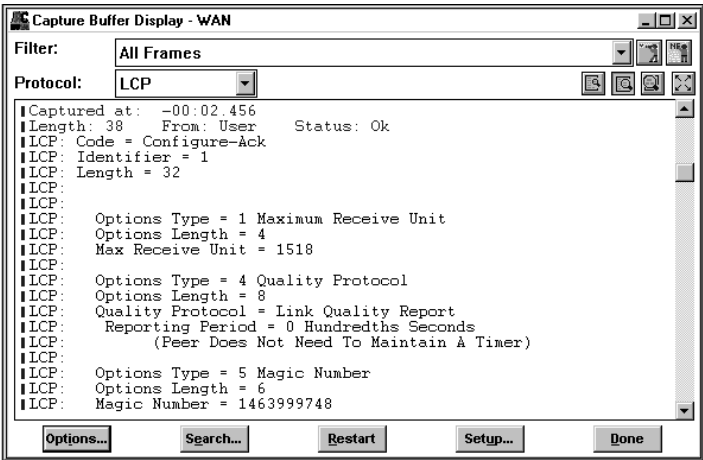 Capture Buffer Display - WAN
Filter: All Frames
Protocol: LCP
Captured at: -00:02.456
Length: 38 From: User Status: Ok
LCP: Code = Configure-Ack
LCP: Identifier = 1
LCP: Length = 32
LCP:
LCP:
LCP: Options Type = 1 Maximum Receive Unit
LCP: Options Length = 4
LCP: Max Receive Unit = 1518
LCP:
LCP: Options Type = 4 Quality Protocol
LCP: Options Length = 8
LCP: Quality Protocol = Link Quality Report
LCP: Reporting Period = 0 Hundredths Seconds
LCP: (Peer Does Not Need To Maintain A Timer)
LCP:
LCP: Options Type = 5 Magic Number
LCP: Options Length = 6
LCP: Magic Number = 1463999748
Options... Search... Restart Setup... Done